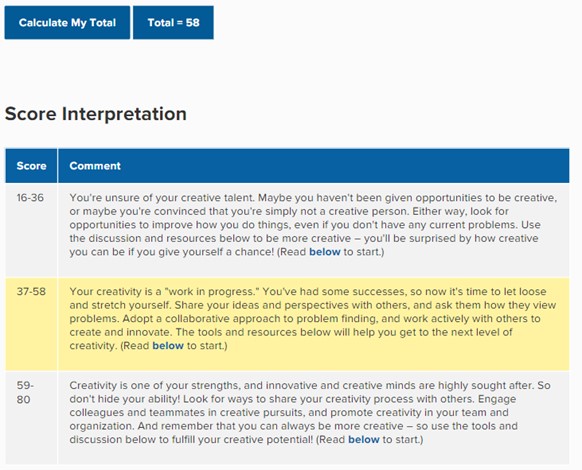 Calculate My Total
Total = 58
Score Interpretation
Score
Comment
16-36
You're unsure of your creative talent. Maybe you haven't been given opportunities to be creative,
or maybe you're convinced that you're simply not a creative person. Either way, look for
opportunities to improve how you do things, even if you don't have any current problems. Use
the discussion and resources below to be more creative – you'll be surprised by how creative
you can be if you give yourself a chance! (Read below to start.)
37-58
Your creativity is a "work in progress." You've had some successes, so now it's time to let loose
and stretch yourself. Share your ideas and perspectives with others, and ask them how they view
problems. Adopt a collaborative approach to problem finding, and work actively with others to
create and innovate. The tools and resources below will help you get to the next level of
creativity. (Read below to start.)
59-
80
Creativity is one of your strengths, and innovative and creative minds are highly sought after. So
don't hide your ability! Look for ways to share your creativity process with others. Engage
colleagues and teammates in creative pursuits, and promote creativity in your team and
organization. And remember that you can always be more creative – so use the tools and
discussion below to fulfill your creative potential! (Read below to start.)